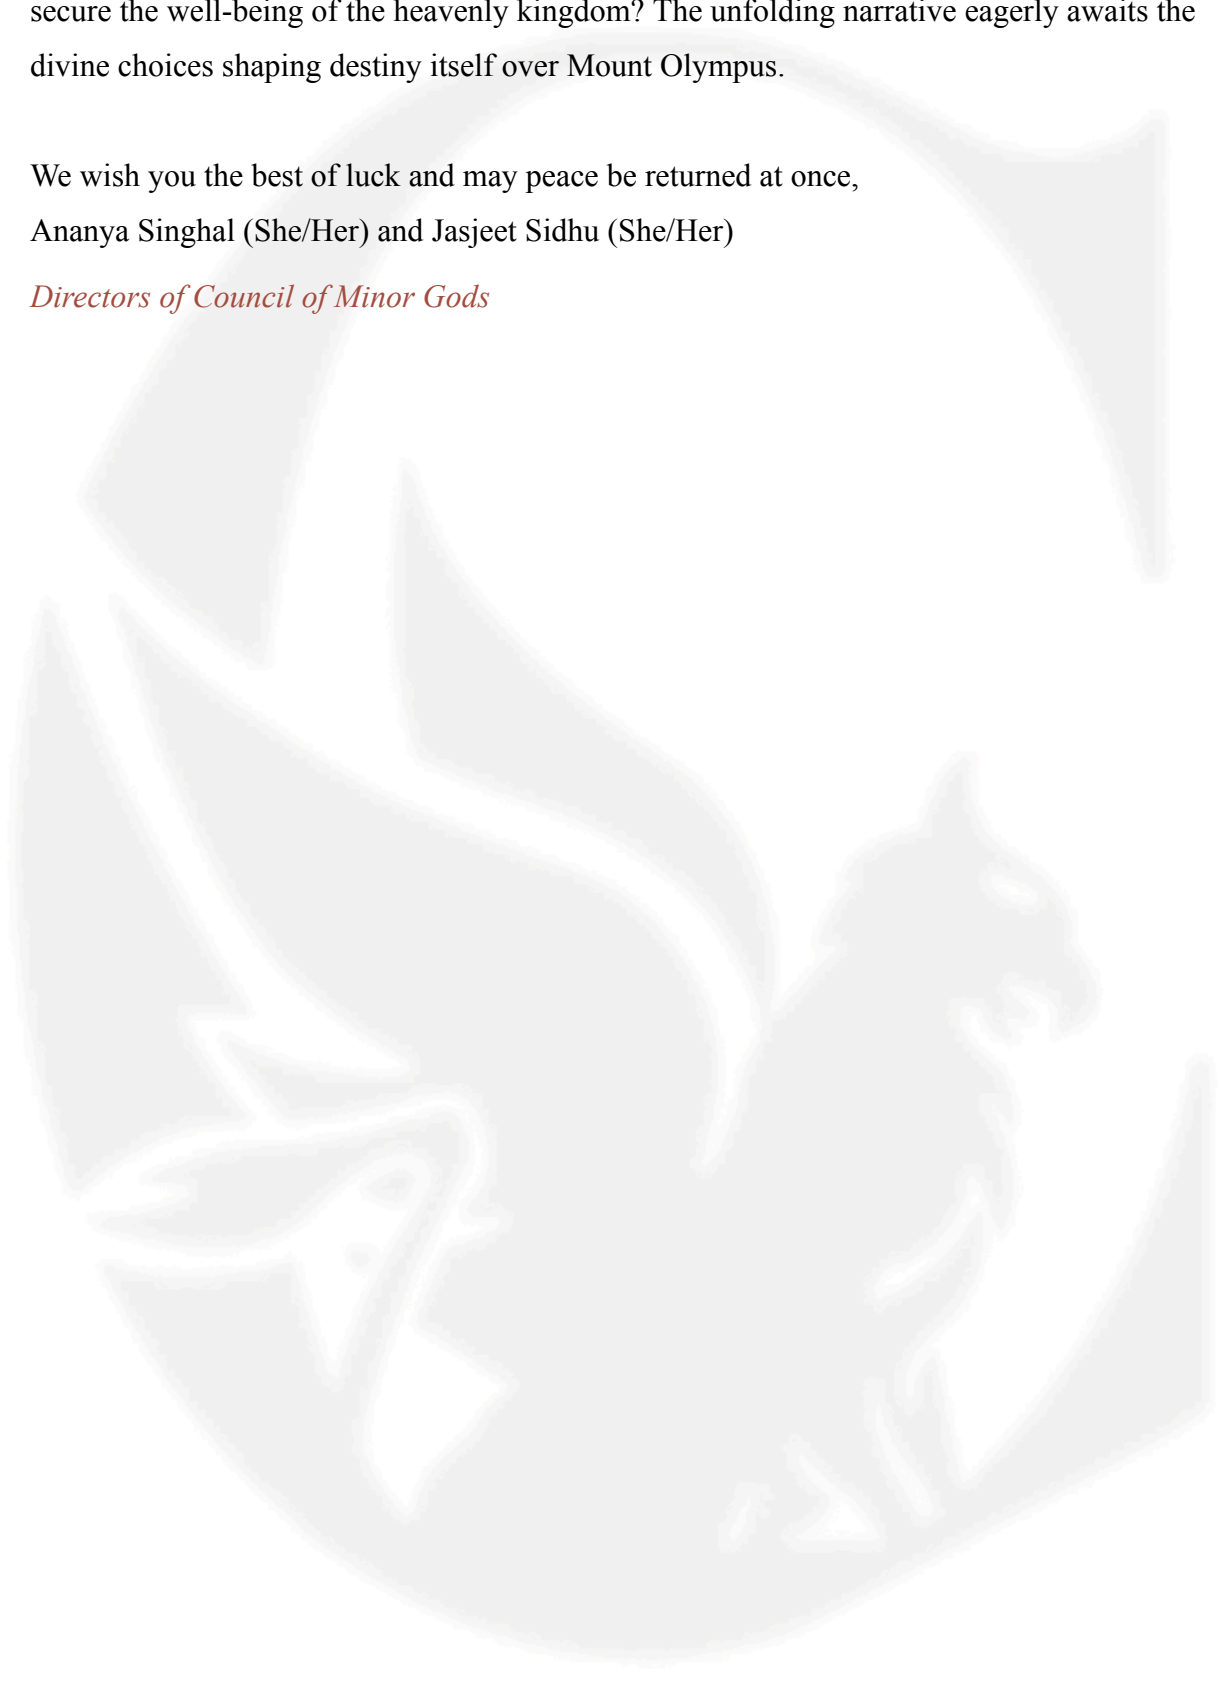 secure the well-being of the heavenly kingdom? The unfolding narrative eagerly awaits the
divine choices shaping destiny itself over Mount Olympus.
We wish you the best of luck and may peace be returned at once,
Ananya Singhal (She/Her) and Jasjeet Sidhu (She/Her)
Directors of Council of Minor Gods